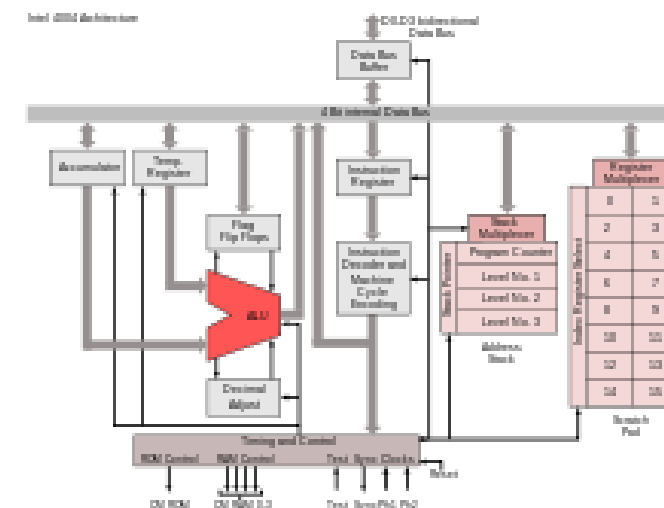 Intel 4004 Architecture
D0-D3 bidirectional
Data Bus
Data Bus
Buffer
4 Bit internal Data Bus
Accumulator
Temp.
Register
Instruction
Register
Register
Multiplexer
Flag
Flip Flops
Stack
Multiplexer
Instruction
Decoder and
Machine
Cycle
Encoding
Stack Pointer
Program Counter
Level No. 1
Level No. 2
Level No. 3
Address
Stack
Index Register Select
0 1
2 3
4 5
6 7
8 9
10 11
12 13
14 15
Scratch
Pad
ALU
Decimal
Adjust
Timing and Control
ROM Control RAM Control Test Sync Clocks
Reset
CM ROM CM RAM 0-3 Test Sync Ph1 Ph2